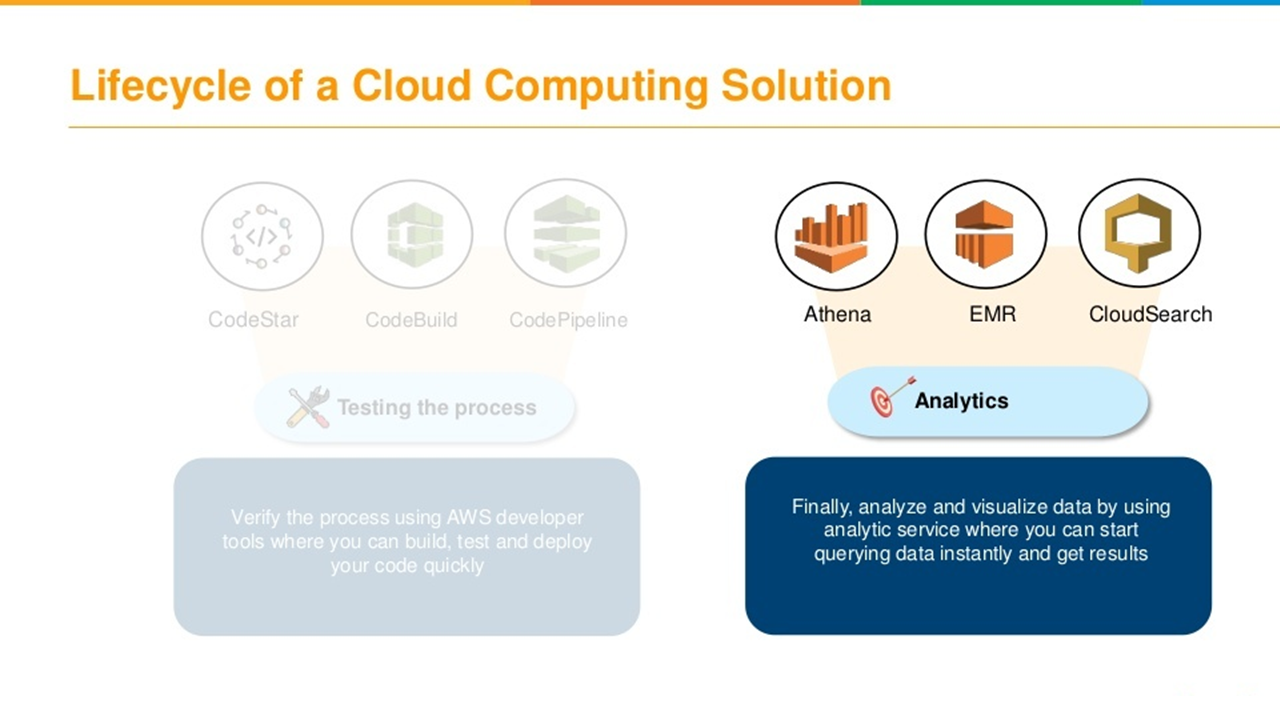 Lifecycle of a Cloud Computing Solution
CodeStar
CodeBuild
CodePipeline
Testing the process
Verify the process using AWS developer
tools where you can build, test and deploy
your code quickly
Athena
EMR
CloudSearch
Analytics
Finally, analyze and visualize data by using
analytic service where you can start
querying data instantly and get results